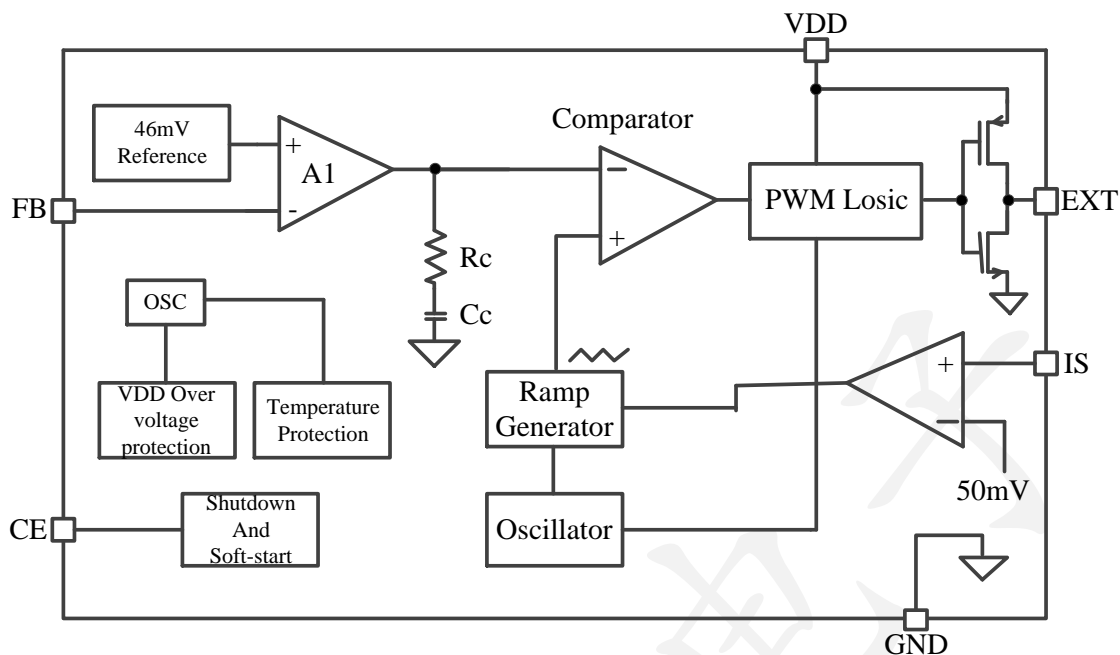 VDD
46mV
Reference
+
A1
-
FB
Comparator
−
+
PWM Losic
EXT
Rc
Cc
OSC
VDD Over
voltage
protection
Temperature
Protection
Ramp
Generator
+
−
IS
50mV
CE
Shutdown
And
Soft-start
Oscillator
GND